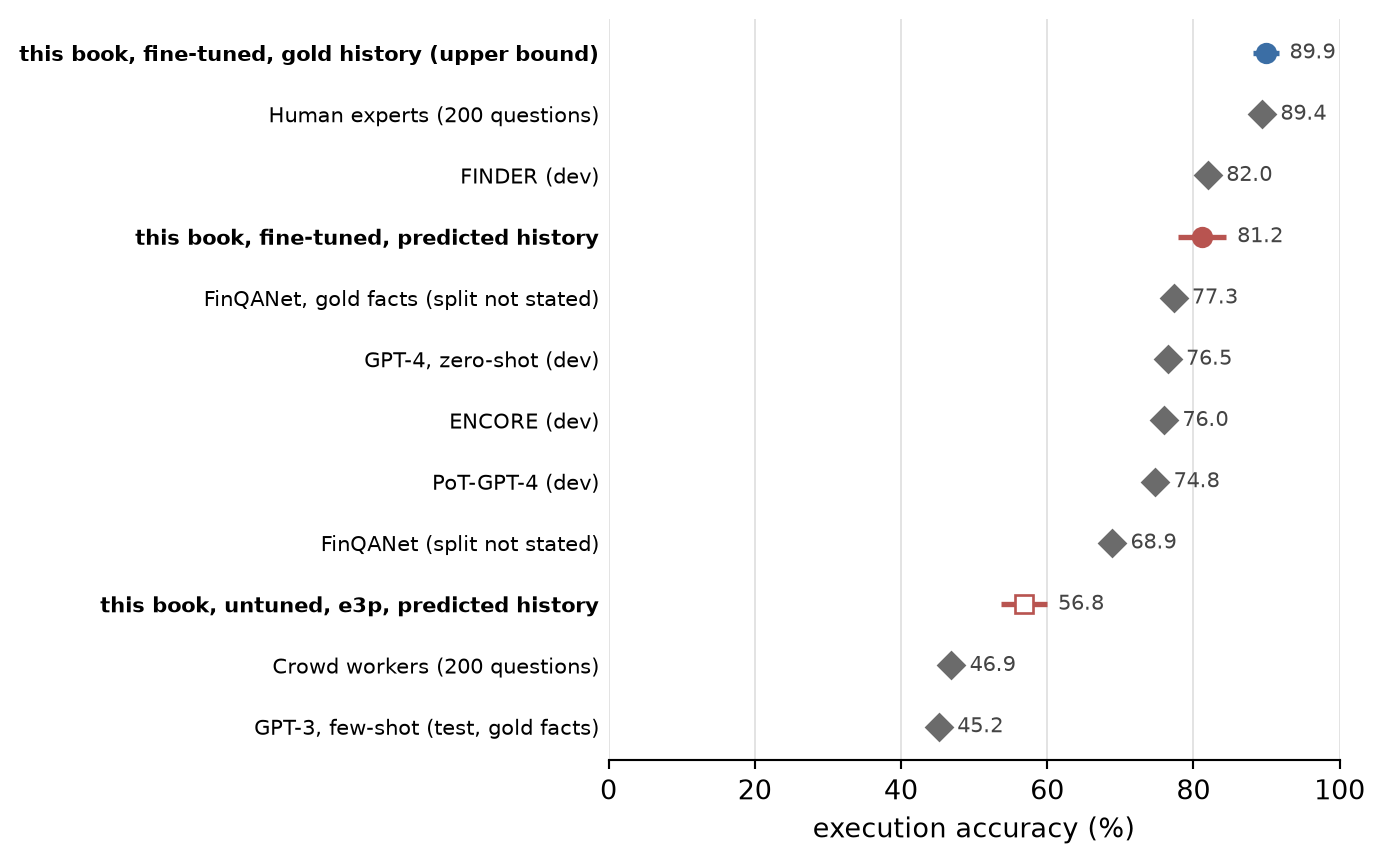 this book, fine-tuned, gold history (upper bound) 89.9
Human experts (200 questions) 89.4
FINDER (dev) 82.0
this book, fine-tuned, predicted history 81.2
FinQANet, gold facts (split not stated) 77.3
GPT-4, zero-shot (dev) 76.5
ENCORE (dev) 76.0
PoT-GPT-4 (dev) 74.8
FinQANet (split not stated) 68.9
this book, untuned, e3p, predicted history 56.8
Crowd workers (200 questions) 46.9
GPT-3, few-shot (test, gold facts) 45.2
0 20 40 60 80 100
execution accuracy (%)